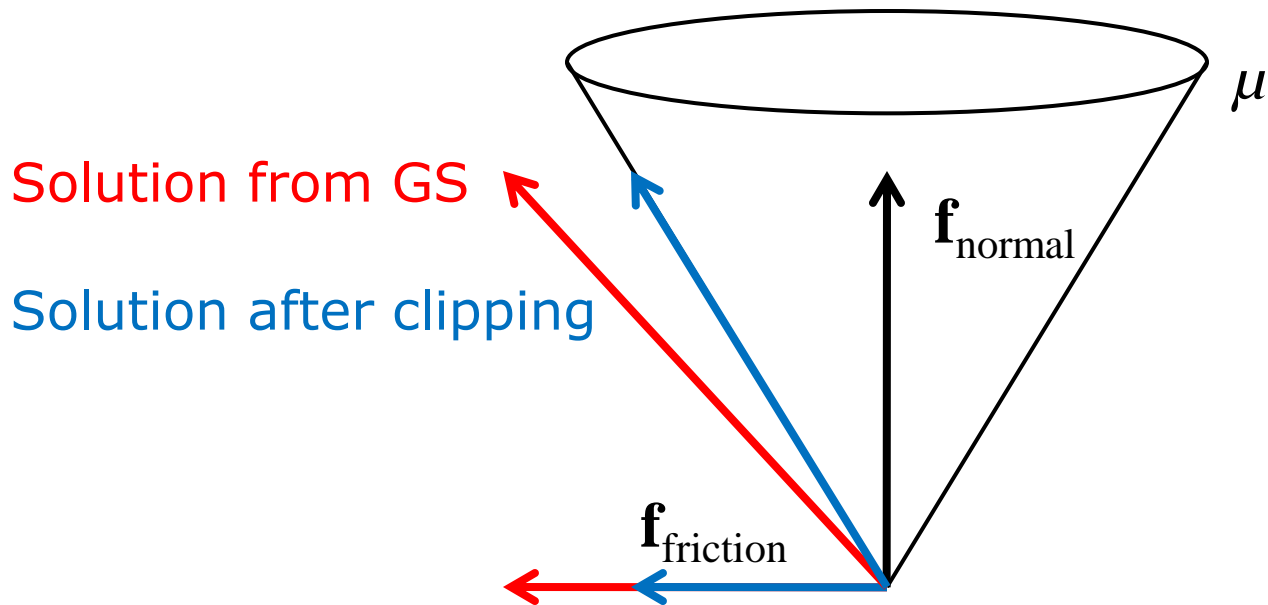 μ
Solution from GS
f_normal
Solution after clipping
f_friction